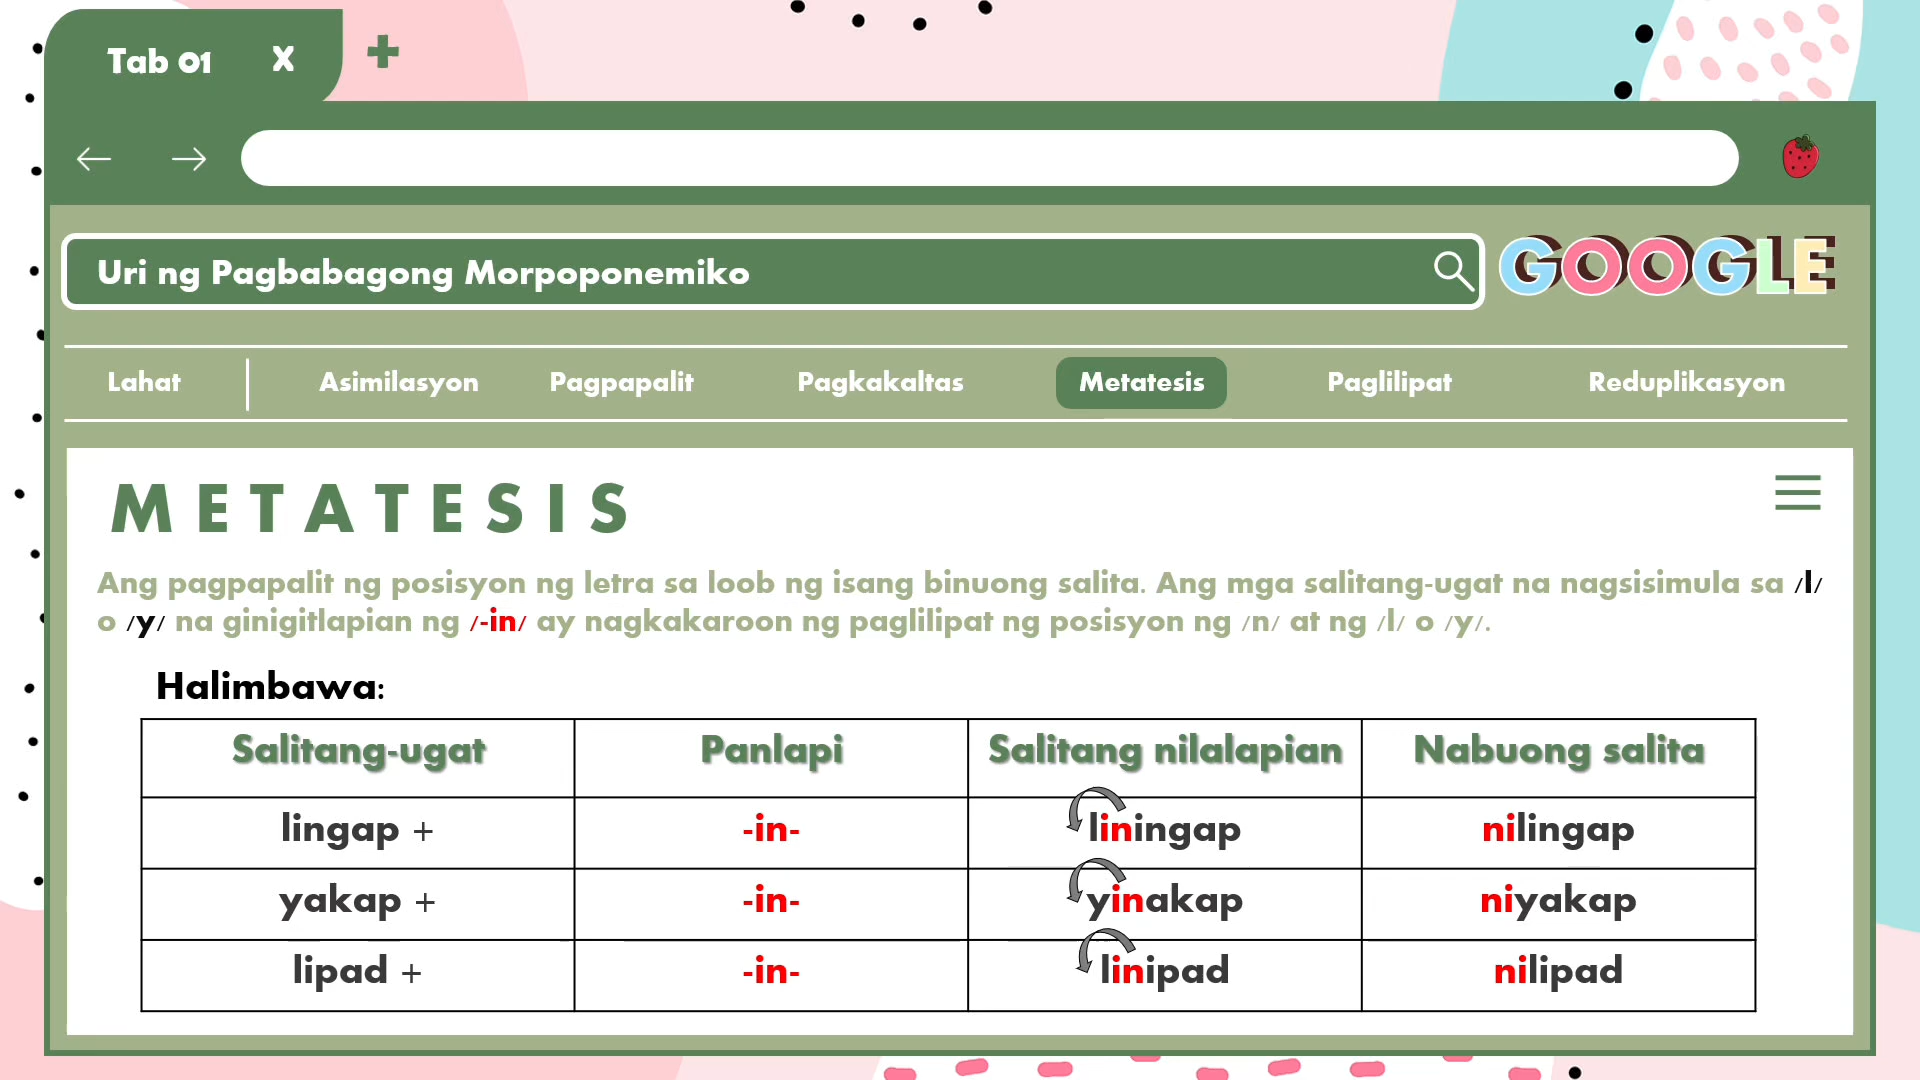 Tab 01 X +
Uri ng Pagbabagong Morpoponemiko
GOOGLE
Lahat Asimilasyon Pagpapalit Pagkakaltas Metatesis Paglilipat Reduplikasyon
METATESIS
Ang pagpapalit ng posisyon ng letra sa loob ng isang binuong salita. Ang mga salitang-ugat na nagsisimula sa /l/
o /y/ na ginigitlapian ng /-in/ ay nagkakaroon ng paglilipat ng posisyon ng /n/ at ng /l/ o /y/.
Halimbawa:
Salitang-ugat Panlapi Salitang nilalapian Nabuong salita
lingap + -in- liningap nilingap
yakap + -in- yinakap niyakap
lipad + -in- linipad nilipad